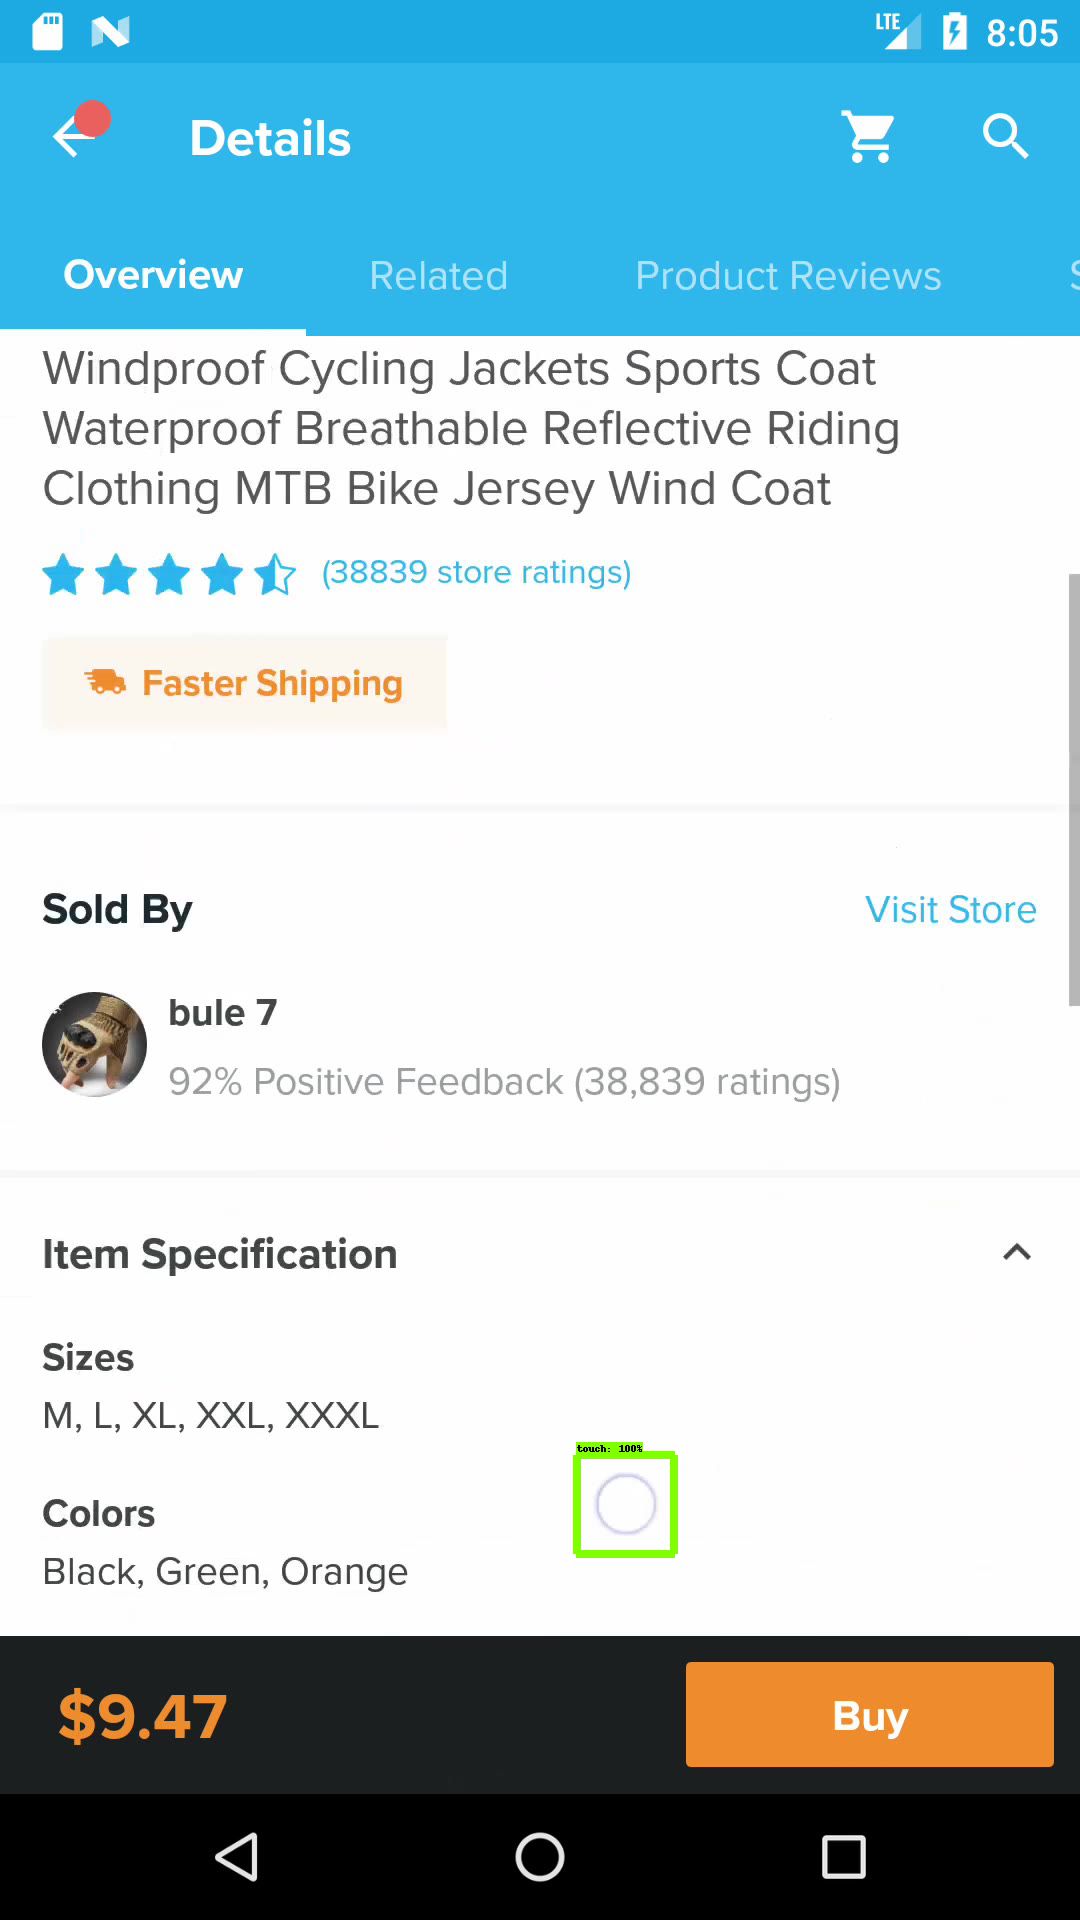 LTE 8:05
Details
Overview Related Product Reviews S
Windproof Cycling Jackets Sports Coat
Waterproof Breathable Reflective Riding
Clothing MTB Bike Jersey Wind Coat
(38839 store ratings)
Faster Shipping
Sold By Visit Store
bule 7
92% Positive Feedback (38,839 ratings)
Item Specification
Sizes
M, L, XL, XXL, XXXL
touch: 100%
Colors
Black, Green, Orange
$9.47 Buy